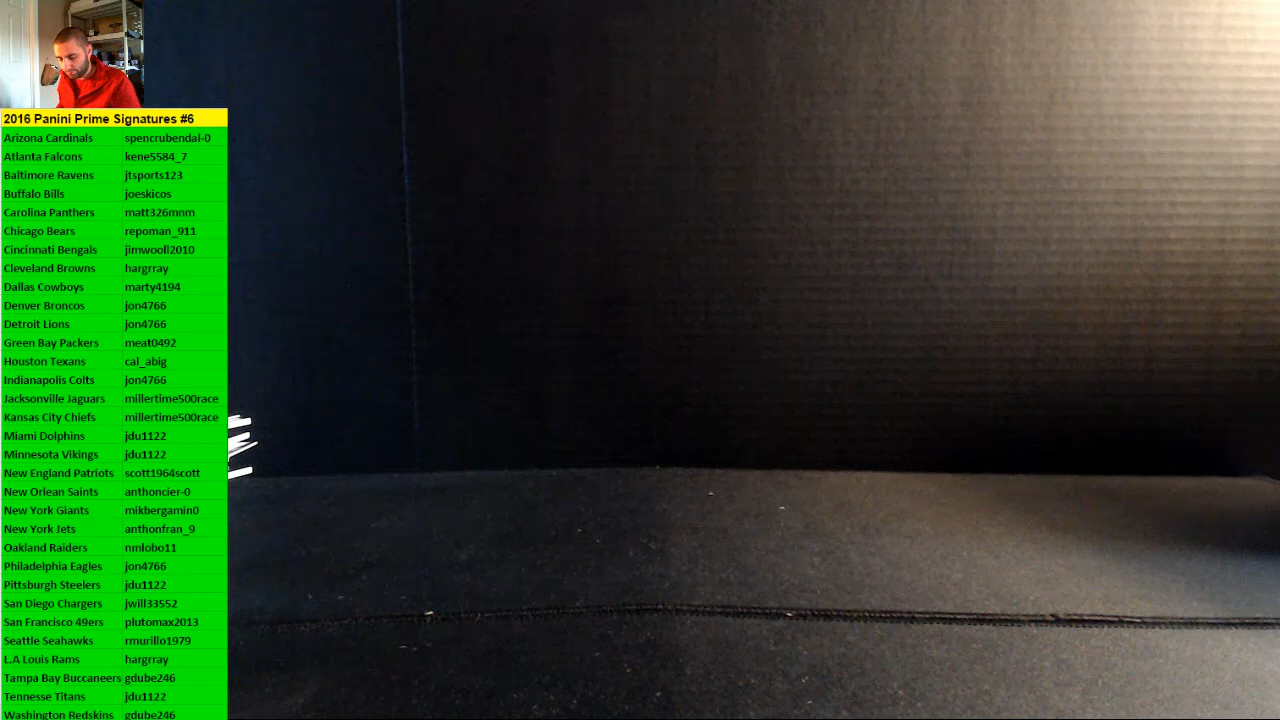 2016 Panini Prime Signatures #6
Arizona Cardinals spencrubendal-0
Atlanta Falcons kene5584_7
Baltimore Ravens jtsports123
Buffalo Bills joeskicos
Carolina Panthers matt326mnm
Chicago Bears repoman_911
Cincinnati Bengals jimwooll2010
Cleveland Browns hargrray
Dallas Cowboys marty4194
Denver Broncos jon4766
Detroit Lions jon4766
Green Bay Packers meat0492
Houston Texans cal_abig
Indianapolis Colts jon4766
Jacksonville Jaguars millertime500race
Kansas City Chiefs millertime500race
Miami Dolphins jdu1122
Minnesota Vikings jdu1122
New England Patriots scott1964scott
New Orlean Saints anthoncier-0
New York Giants mikbergamin0
New York Jets anthonfran_9
Oakland Raiders nmlobo11
Philadelphia Eagles jon4766
Pittsburgh Steelers jdu1122
San Diego Chargers jwill33552
San Francisco 49ers plutomax2013
Seattle Seahawks rmurillo1979
L.A Louis Rams hargrray
Tampa Bay Buccaneers gdube246
Tennesse Titans jdu1122
Washington Redskins gdube246